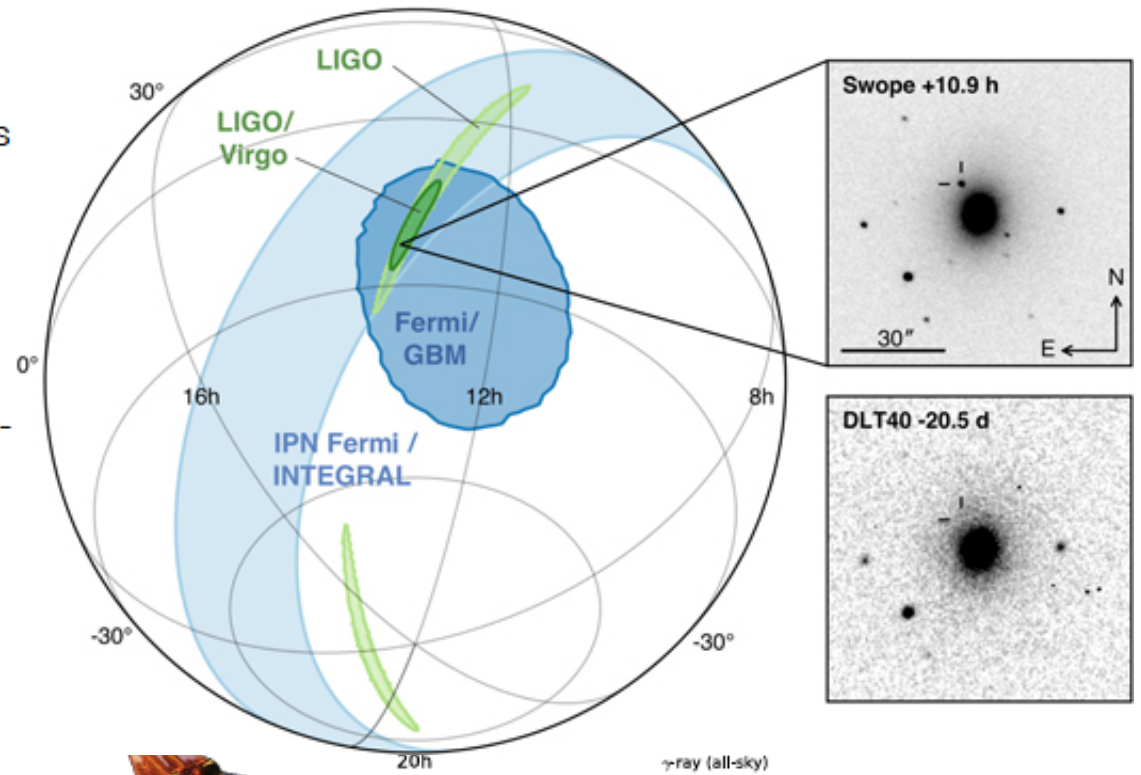 LIGO
30°
LIGO/
Virgo
S
Swope +10.9 h
N
30"
E
Fermi/
GBM
0°
16h
12h
8h
IPN Fermi /
INTEGRAL
DLT40 -20.5 d
-30°
-30°
20h
γ-ray (all-sky)